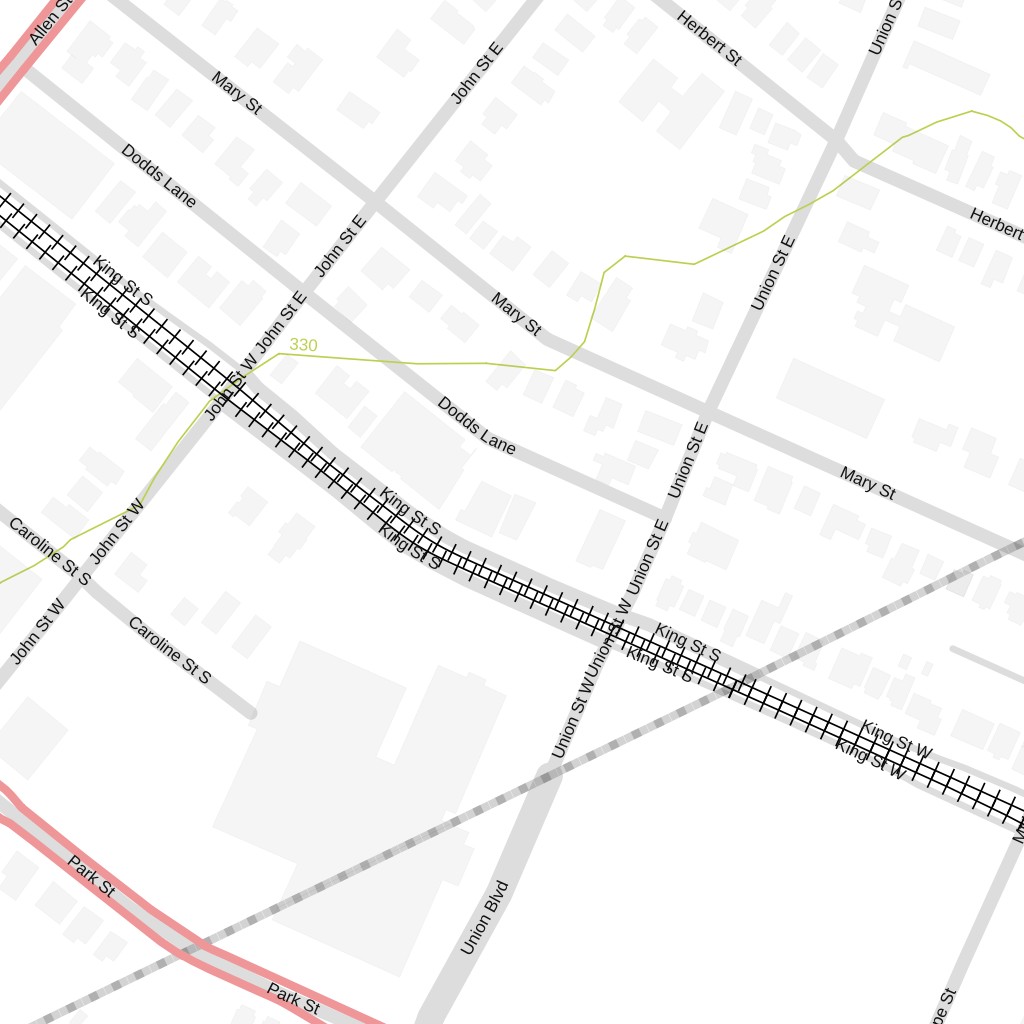 Allen St
Union S
Herbert St
John St E
Mary St
Dodds Lane
Herbert
John St E
Union St E
King St S
King St S
John St E
Mary St
330
John St W
Dodds Lane
Union St E
Mary St
King St S
King St S
John St W
Caroline St S
Union St E
Union St W
King St S
King St S
John St W
Caroline St S
Union St W
King St W
King St W
Park St
Union Blvd
Park St
pe St